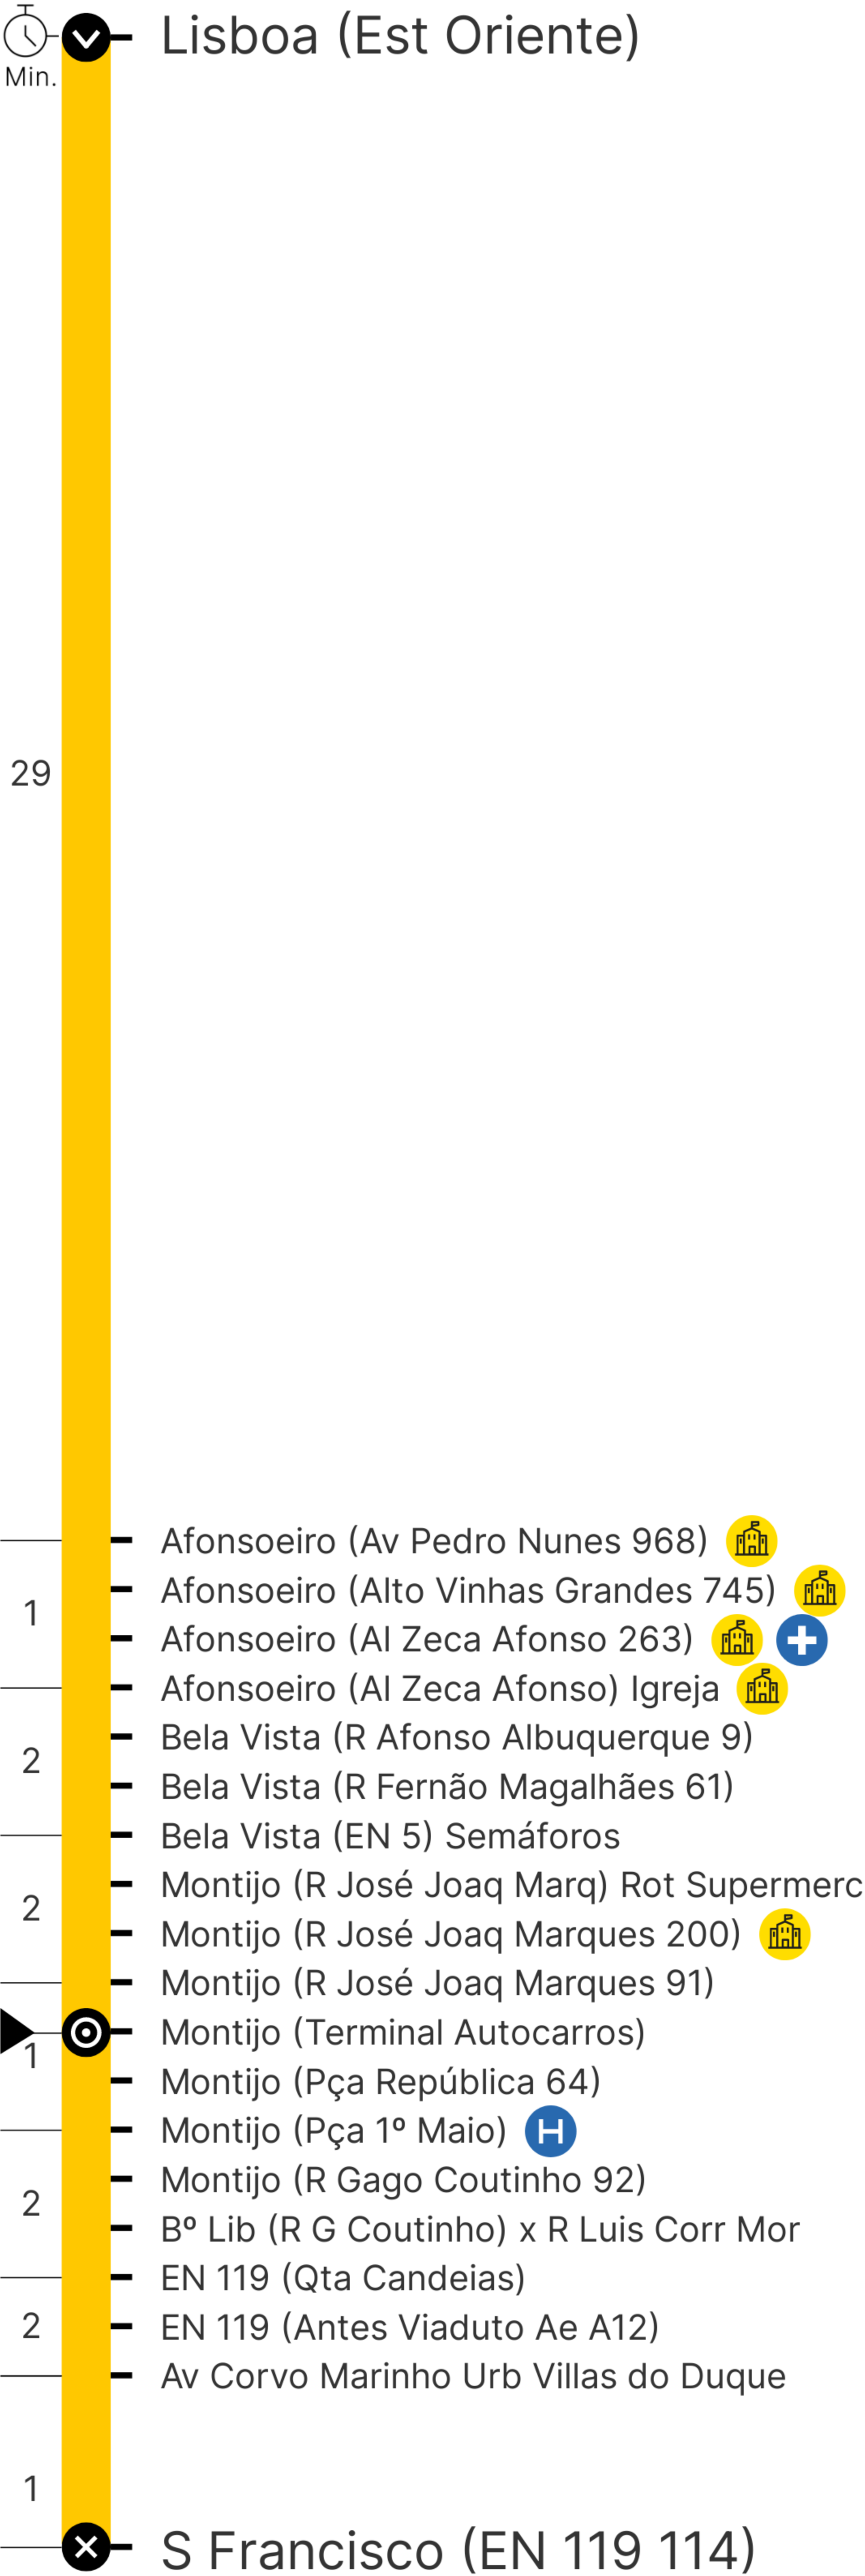 Lisboa (Est Oriente)
Min.
29
Afonsoeiro (Av Pedro Nunes 968)
Afonsoeiro (Alto Vinhas Grandes 745)
1
Afonsoeiro (Al Zeca Afonso 263)
Afonsoeiro (Al Zeca Afonso) Igreja
Bela Vista (R Afonso Albuquerque 9)
2
Bela Vista (R Fernão Magalhães 61)
Bela Vista (EN 5) Semáforos
Montijo (R José Joaq Marq) Rot Supermerc
2
Montijo (R José Joaq Marques 200)
Montijo (R José Joaq Marques 91)
Montijo (Terminal Autocarros)
1
Montijo (Pça República 64)
Montijo (Pça 1º Maio) H
Montijo (R Gago Coutinho 92)
2
Bº Lib (R G Coutinho) x R Luis Corr Mor
EN 119 (Qta Candeias)
2 EN 119 (Antes Viaduto Ae A12)
Av Corvo Marinho Urb Villas do Duque
1
S Francisco (EN 119 114)